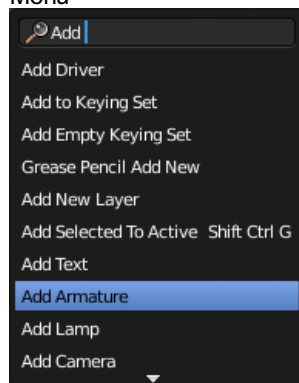 Add
Add Driver
Add to Keying Set
Add Empty Keying Set
Grease Pencil Add New
Add New Layer
Add Selected To Active Shift Ctrl G
Add Text
Add Armature
Add Lamp
Add Camera